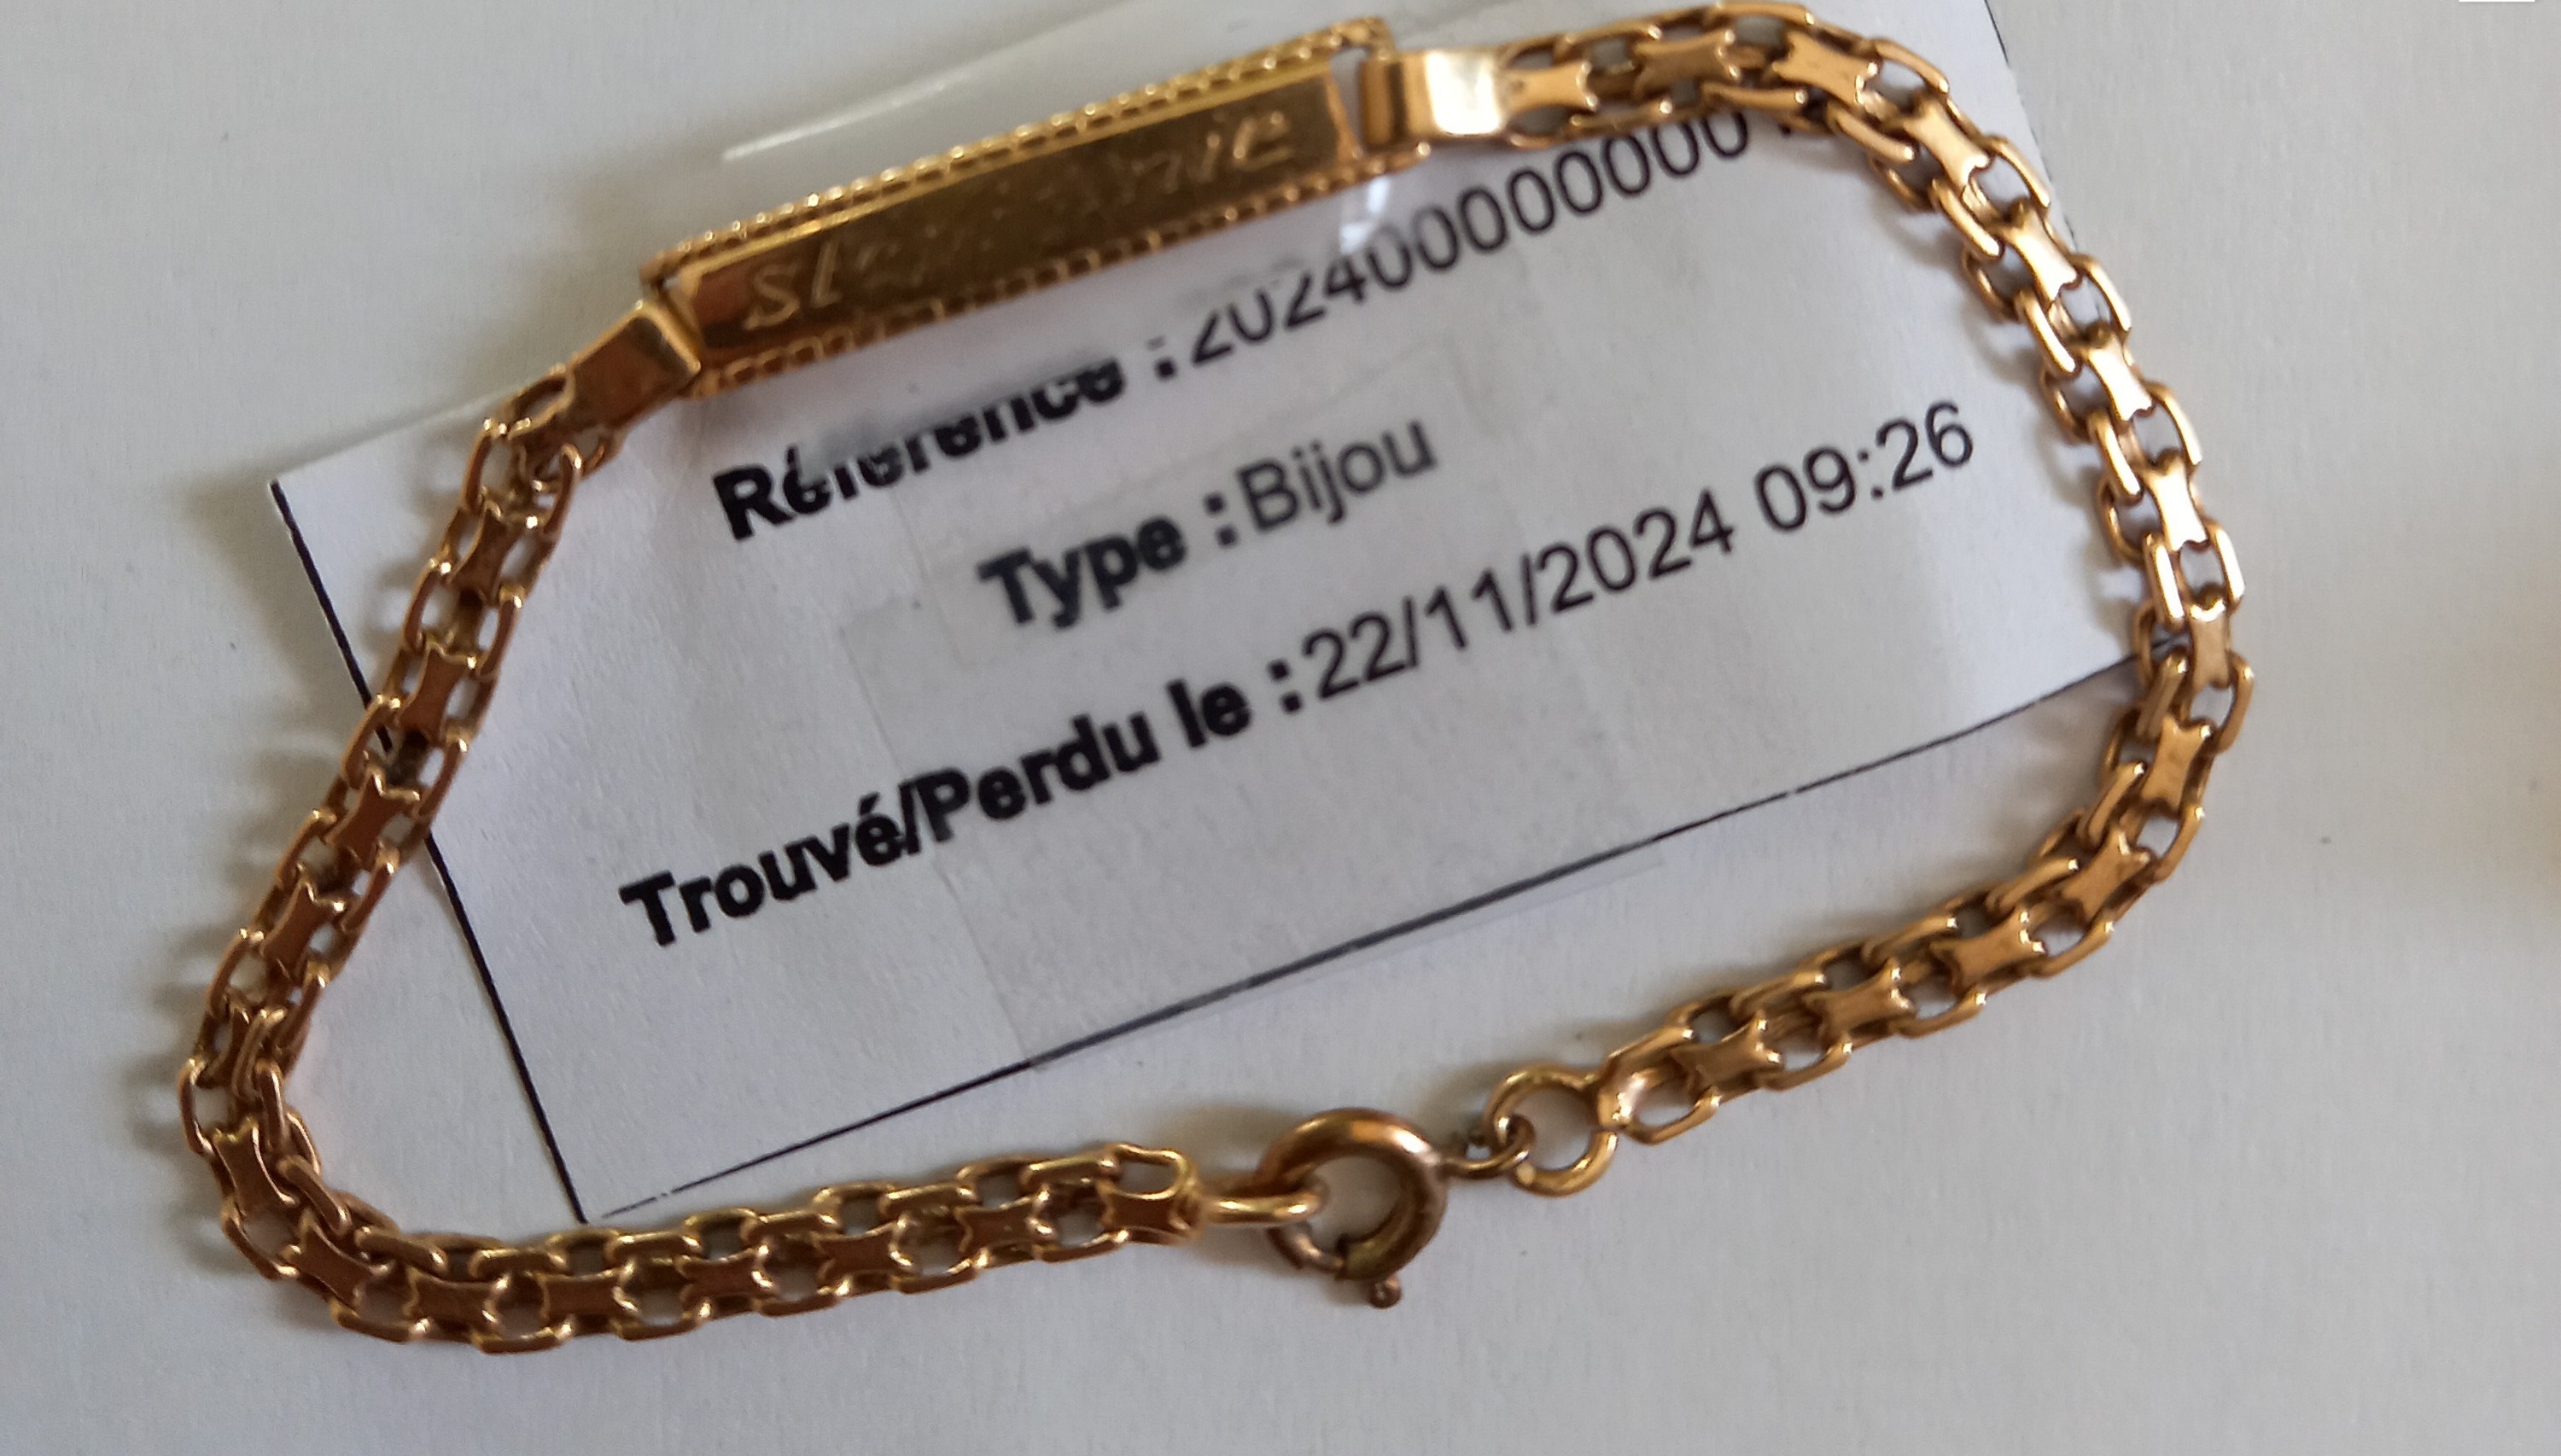 Référence : 2024000000000
Type : Bijou
Trouvé/Perdu le : 22/11/2024 09:26